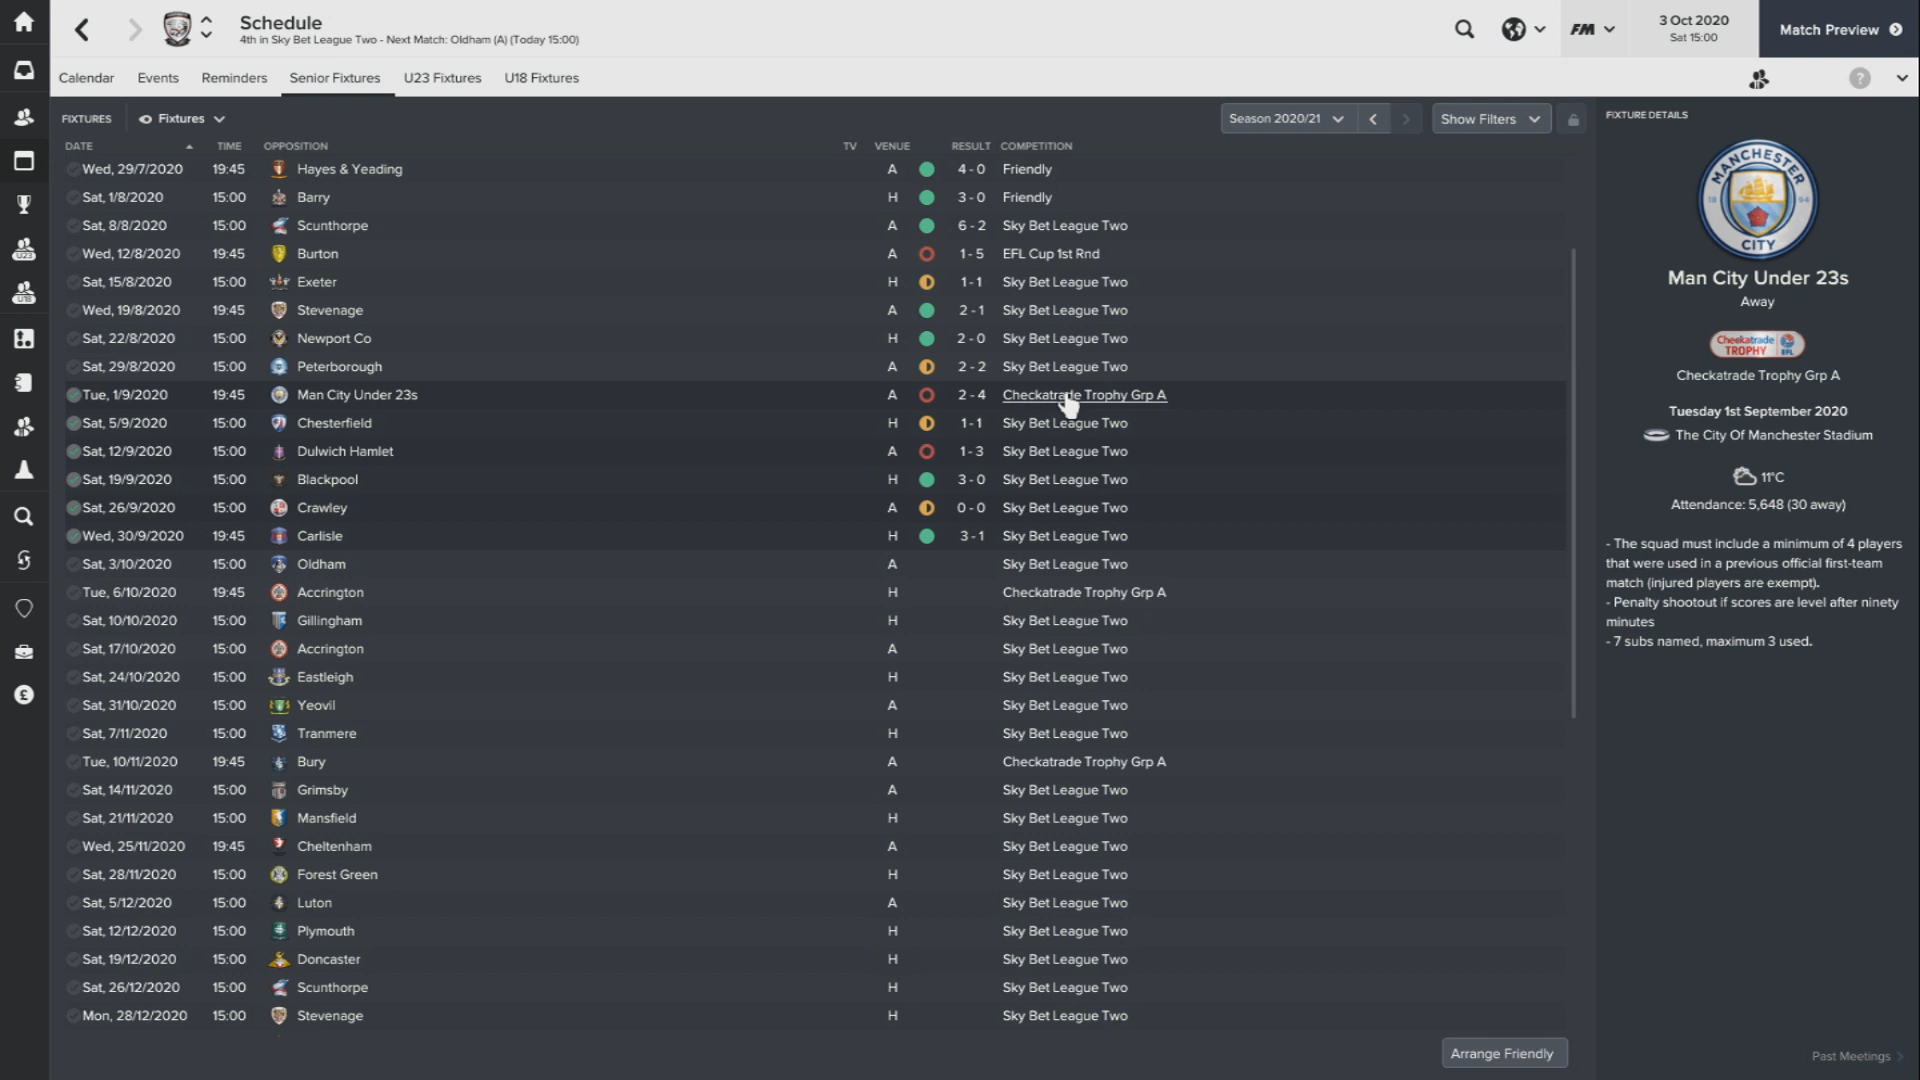 Schedule
4th in Sky Bet League Two - Next Match: Oldham (A) (Today 15:00)
FM
3 Oct 2020
Sat 15:00
Match Preview
Calendar Events Reminders Senior Fixtures U23 Fixtures U18 Fixtures
FIXTURES Fixtures Season 2020/21 Show Filters
DATE TIME OPPOSITION TV VENUE RESULT COMPETITION
Wed, 29/7/2020 19:45 Hayes & Yeading A 4 - 0 Friendly
Sat, 1/8/2020 15:00 Barry H 3 - 0 Friendly
Sat, 8/8/2020 15:00 Scunthorpe A 6 - 2 Sky Bet League Two
Wed, 12/8/2020 19:45 Burton A 1 - 5 EFL Cup 1st Rnd
Sat, 15/8/2020 15:00 Exeter H 1 - 1 Sky Bet League Two
Wed, 19/8/2020 19:45 Stevenage A 2 - 1 Sky Bet League Two
Sat, 22/8/2020 15:00 Newport Co H 2 - 0 Sky Bet League Two
Sat, 29/8/2020 15:00 Peterborough A 2 - 2 Sky Bet League Two
Tue, 1/9/2020 19:45 Man City Under 23s A 2 - 4 Checkatrade Trophy Grp A
Sat, 5/9/2020 15:00 Chesterfield H 1 - 1 Sky Bet League Two
Sat, 12/9/2020 15:00 Dulwich Hamlet A 1 - 3 Sky Bet League Two
Sat, 19/9/2020 15:00 Blackpool H 3 - 0 Sky Bet League Two
Sat, 26/9/2020 15:00 Crawley A 0 - 0 Sky Bet League Two
Wed, 30/9/2020 19:45 Carlisle H 3 - 1 Sky Bet League Two
Sat, 3/10/2020 15:00 Oldham A Sky Bet League Two
Tue, 6/10/2020 19:45 Accrington H Checkatrade Trophy Grp A
Sat, 10/10/2020 15:00 Gillingham H Sky Bet League Two
Sat, 17/10/2020 15:00 Accrington A Sky Bet League Two
Sat, 24/10/2020 15:00 Eastleigh H Sky Bet League Two
Sat, 31/10/2020 15:00 Yeovil A Sky Bet League Two
Sat, 7/11/2020 15:00 Tranmere H Sky Bet League Two
Tue, 10/11/2020 19:45 Bury A Checkatrade Trophy Grp A
Sat, 14/11/2020 15:00 Grimsby A Sky Bet League Two
Sat, 21/11/2020 15:00 Mansfield H Sky Bet League Two
Wed, 25/11/2020 19:45 Cheltenham A Sky Bet League Two
Sat, 28/11/2020 15:00 Forest Green H Sky Bet League Two
Sat, 5/12/2020 15:00 Luton A Sky Bet League Two
Sat, 12/12/2020 15:00 Plymouth H Sky Bet League Two
Sat, 19/12/2020 15:00 Doncaster H Sky Bet League Two
Sat, 26/12/2020 15:00 Scunthorpe H Sky Bet League Two
Mon, 28/12/2020 15:00 Stevenage H Sky Bet League Two
Arrange Friendly
FIXTURE DETAILS
MANCHESTER
18 94
CITY
Man City Under 23s
Away
Checkatrade
TROPHY EFL
Checkatrade Trophy Grp A
Tuesday 1st September 2020
The City Of Manchester Stadium
11°C
Attendance: 5,648 (30 away)
- The squad must include a minimum of 4 players
that were used in a previous official first-team
match (injured players are exempt).
- Penalty shootout if scores are level after ninety
minutes
- 7 subs named, maximum 3 used.
Past Meetings
U23
U18